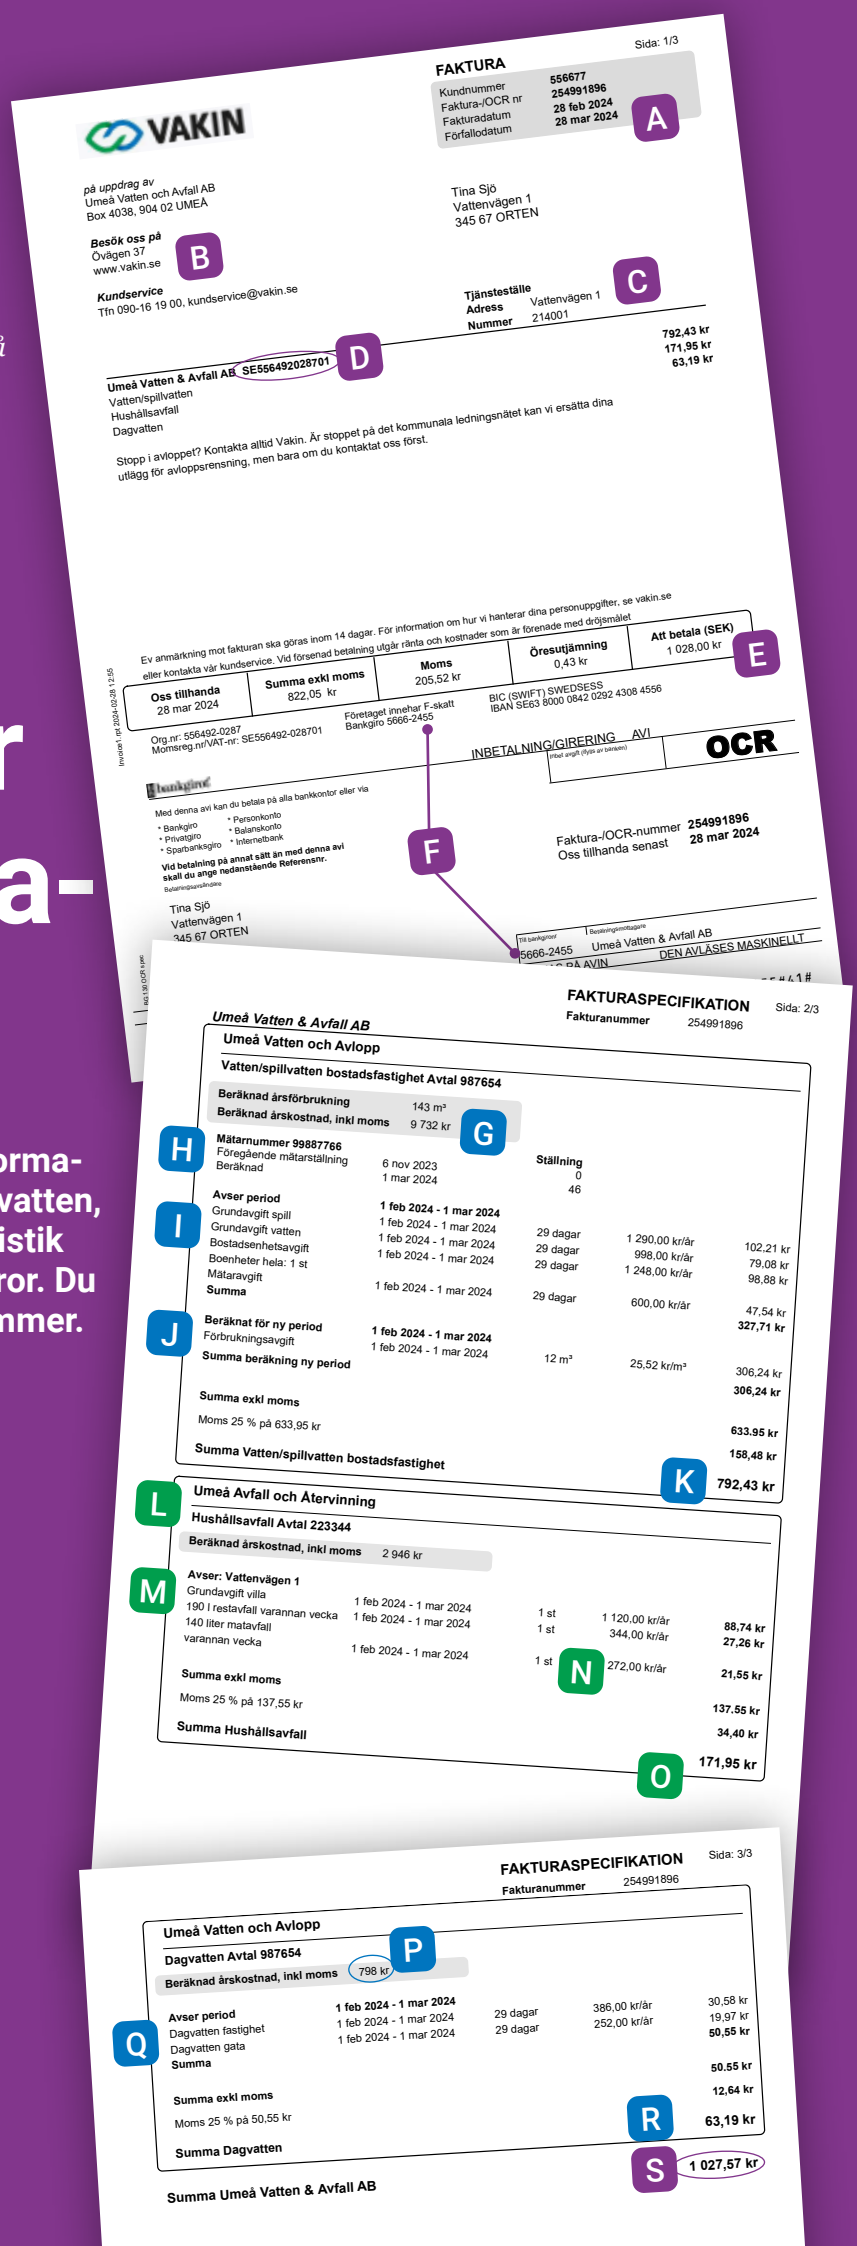 FAKTURA
Sida: 1/3
Kundnummer 556677
Faktura-/OCR nr 254991896
Fakturadatum 28 feb 2024
Förfallodatum 28 mar 2024
A
VAKIN
på uppdrag av
Umeå Vatten och Avfall AB
Box 4038, 904 02 UMEÅ
Tina Sjö
Vattenvägen 1
345 67 ORTEN
Besök oss på
Övägen 37
www.vakin.se
B
Kundservice
Tfn 090-16 19 00, kundservice@vakin.se
Tjänsteställe
Adress Vattenvägen 1
Nummer 214001
C
Umeå Vatten & Avfall AB SE556492028701
D
Vatten/spillvatten 792,43 kr
Hushållsavfall 171,95 kr
Dagvatten 63,19 kr
Stopp i avloppet? Kontakta alltid Vakin. Är stoppet på det kommunala ledningsnätet kan vi ersätta dina
utlägg för avloppsrensning, men bara om du kontaktat oss först.
Ev anmärkning mot fakturan ska göras inom 14 dagar. För information om hur vi hanterar dina personuppgifter, se vakin.se
eller kontakta vår kundservice. Vid försenad betalning utgår ränta och kostnader som är förenade med dröjsmålet
Oss tillhanda Summa exkl moms Moms Öresutjämning Att betala (SEK)
28 mar 2024 822,05 kr 205,52 kr 0,43 kr 1 028,00 kr
E
Org.nr: 556492-0287 Företaget innehar F-skatt BIC (SWIFT) SWEDSESS
Momsreg.nr/VAT-nr: SE556492-028701 Bankgiro 5666-2455 IBAN SE63 8000 0842 0292 4308 4556
Invoice1.rpt 2024-02-28 12:55
bankgirot
INBETALNING/GIRERING AVI
Inbet avgift (ifylls av banken)
OCR
Med denna avi kan du betala på alla bankkontor eller via
* Bankgiro * Personkonto
* Privatgiro * Balanskonto
* Sparbanksgiro * Internetbank
Vid betalning på annat sätt än med denna avi
skall du ange nedanstående Referensnr.
Betalningsavsändare
F
Faktura-/OCR-nummer 254991896
Oss tillhanda senast 28 mar 2024
Tina Sjö
Vattenvägen 1
345 67 ORTEN
Till bankgironr Betalningsmottagare
5666-2455 Umeå Vatten & Avfall AB
PÅ AVIN DEN AVLÄSES MASKINELLT
#41#
BG 130 OCR spec
r
a-
orma-
vatten,
istik
ror. Du
mmer.
FAKTURASPECIFIKATION Sida: 2/3
Fakturanummer 254991896
Umeå Vatten & Avfall AB
Umeå Vatten och Avlopp
Vatten/spillvatten bostadsfastighet Avtal 987654
Beräknad årsförbrukning 143 m³
Beräknad årskostnad, inkl moms 9 732 kr
G
H
Mätarnummer 99887766 Ställning
Föregående mätarställning 6 nov 2023 0
Beräknad 1 mar 2024 46
I
Avser period 1 feb 2024 - 1 mar 2024
Grundavgift spill 1 feb 2024 - 1 mar 2024 29 dagar 1 290,00 kr/år 102,21 kr
Grundavgift vatten 1 feb 2024 - 1 mar 2024 29 dagar 998,00 kr/år 79,08 kr
Bostadsenhetsavgift 1 feb 2024 - 1 mar 2024 29 dagar 1 248,00 kr/år 98,88 kr
Boenheter hela: 1 st
Mätaravgift 1 feb 2024 - 1 mar 2024 29 dagar 600,00 kr/år 47,54 kr
Summa 327,71 kr
J
Beräknat för ny period 1 feb 2024 - 1 mar 2024
Förbrukningsavgift 1 feb 2024 - 1 mar 2024 12 m³ 25,52 kr/m³ 306,24 kr
Summa beräkning ny period 306,24 kr
Summa exkl moms 633.95 kr
Moms 25 % på 633,95 kr 158,48 kr
Summa Vatten/spillvatten bostadsfastighet K 792,43 kr
L
Umeå Avfall och Återvinning
Hushållsavfall Avtal 223344
Beräknad årskostnad, inkl moms 2 946 kr
M
Avser: Vattenvägen 1
Grundavgift villa 1 feb 2024 - 1 mar 2024 1 st 1 120,00 kr/år 88,74 kr
190 l restavfall varannan vecka 1 feb 2024 - 1 mar 2024 1 st 344,00 kr/år 27,26 kr
140 liter matavfall
varannan vecka 1 feb 2024 - 1 mar 2024 1 st N 272,00 kr/år 21,55 kr
Summa exkl moms 137.55 kr
Moms 25 % på 137,55 kr 34,40 kr
Summa Hushållsavfall O 171,95 kr
FAKTURASPECIFIKATION Sida: 3/3
Fakturanummer 254991896
Umeå Vatten och Avlopp
Dagvatten Avtal 987654
Beräknad årskostnad, inkl moms 798 kr
P
Q
Avser period 1 feb 2024 - 1 mar 2024
Dagvatten fastighet 1 feb 2024 - 1 mar 2024 29 dagar 386,00 kr/år 30,58 kr
Dagvatten gata 1 feb 2024 - 1 mar 2024 29 dagar 252,00 kr/år 19,97 kr
Summa 50,55 kr
Summa exkl moms 50.55 kr
Moms 25 % på 50,55 kr 12,64 kr
Summa Dagvatten R 63,19 kr
Summa Umeå Vatten & Avfall AB S 1 027,57 kr